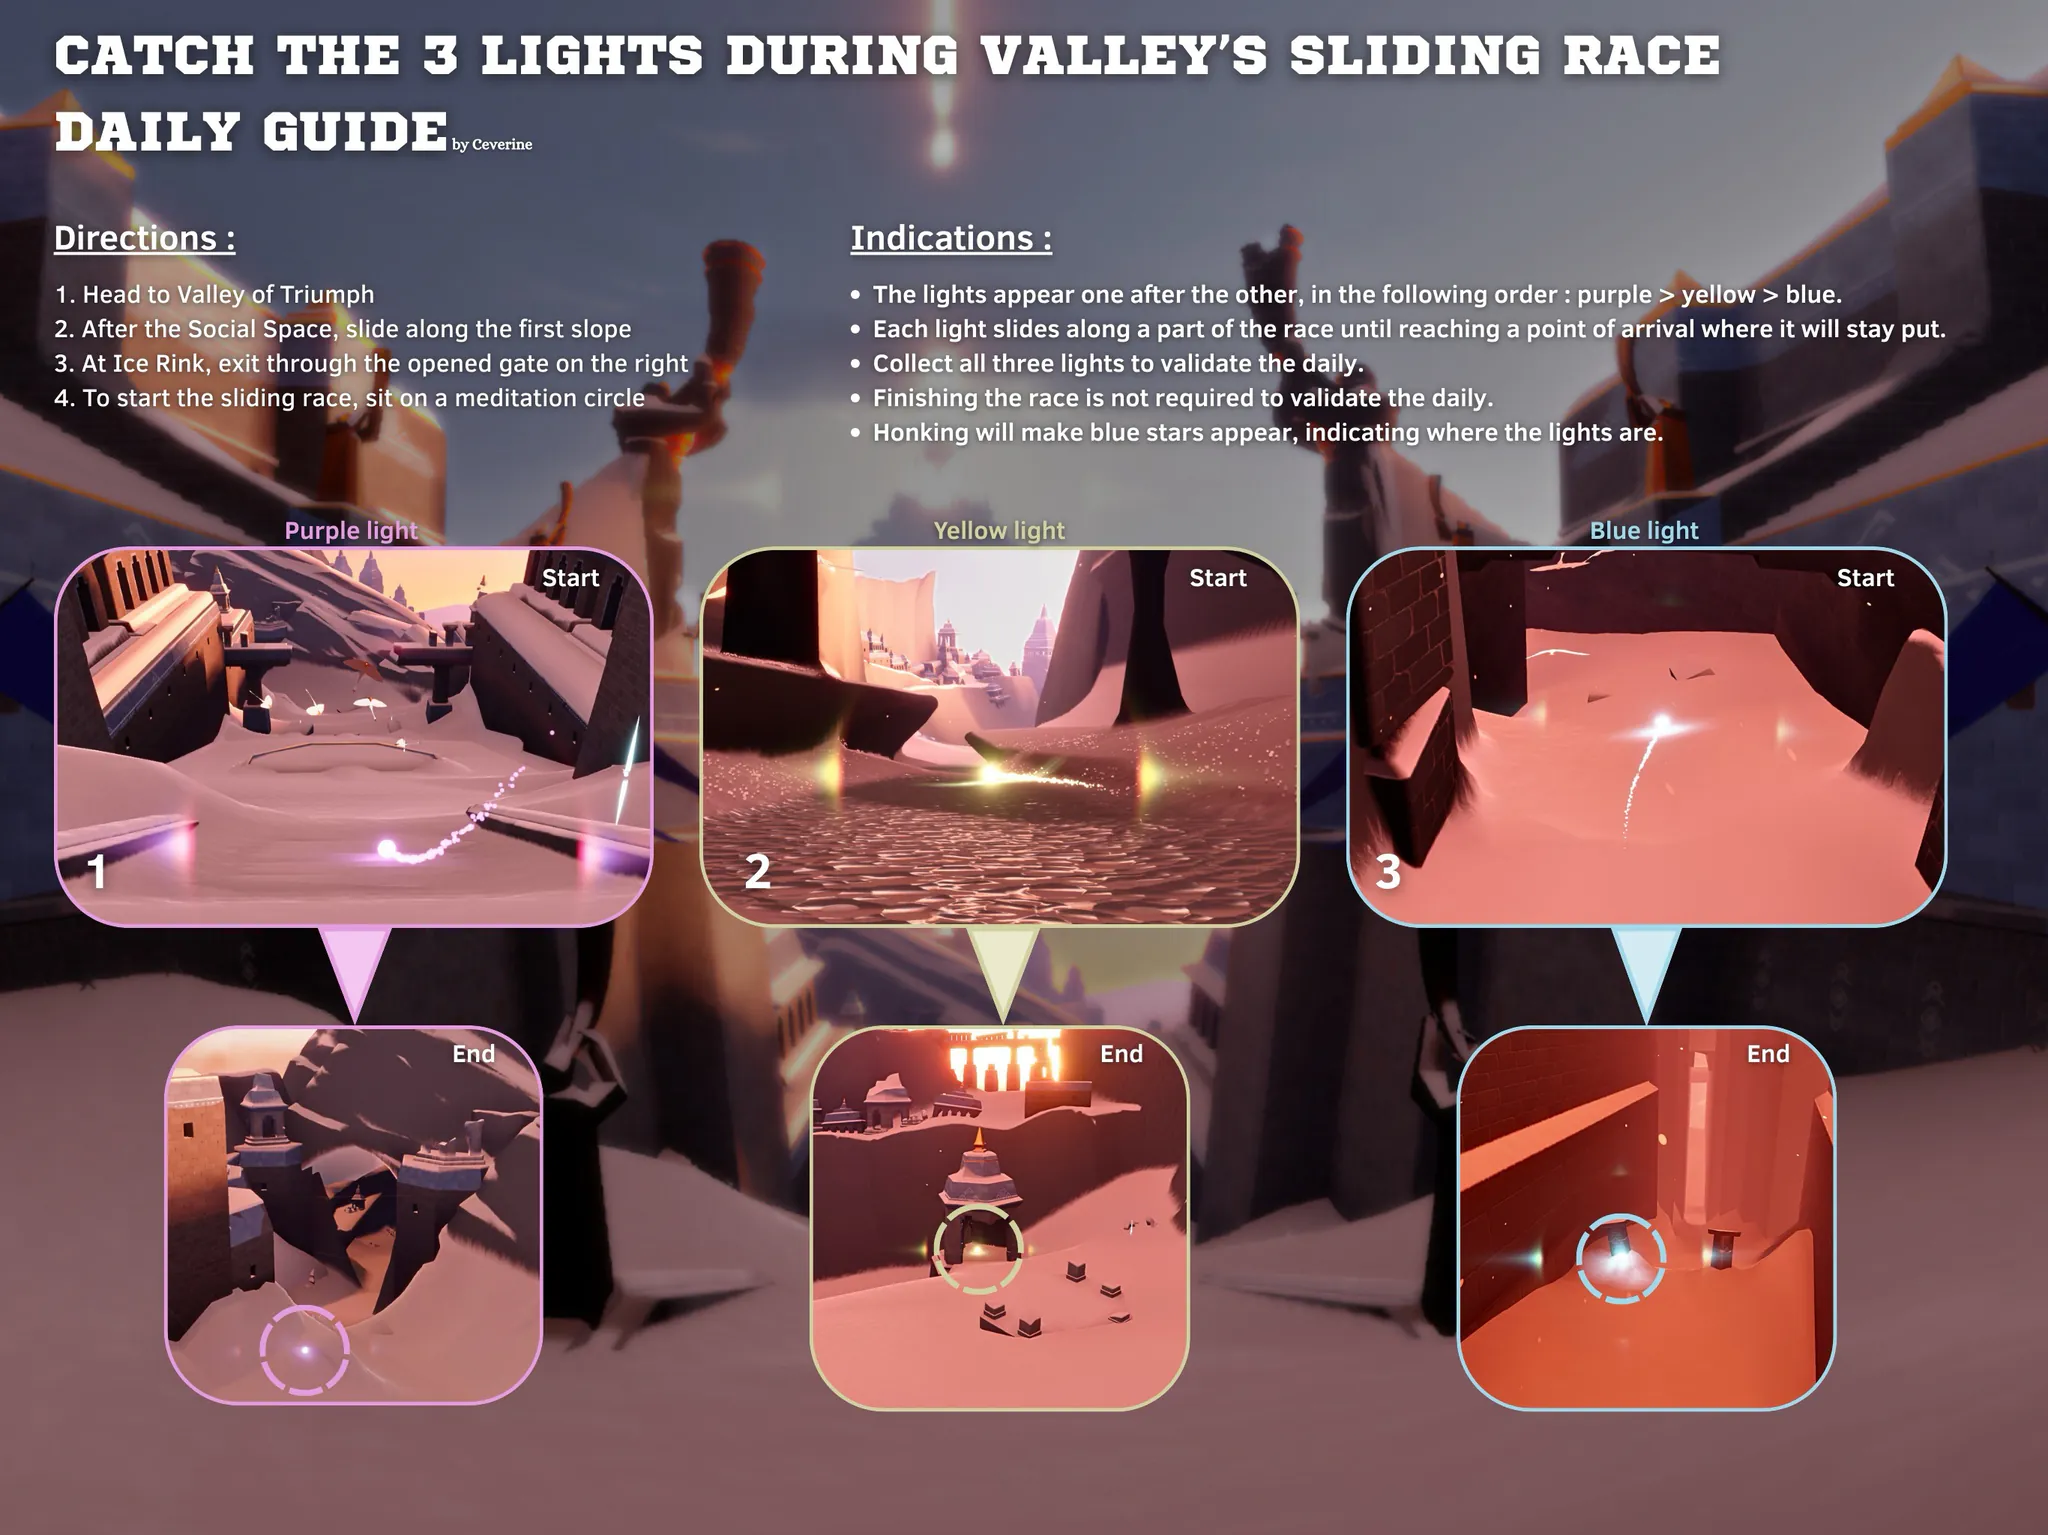 CATCH THE 3 LIGHTS DURING VALLEY'S SLIDING RACE
DAILY GUIDE by Ceverine
Directions :
1. Head to Valley of Triumph
2. After the Social Space, slide along the first slope
3. At Ice Rink, exit through the opened gate on the right
4. To start the sliding race, sit on a meditation circle
Indications :
• The lights appear one after the other, in the following order : purple > yellow > blue.
• Each light slides along a part of the race until reaching a point of arrival where it will stay put.
• Collect all three lights to validate the daily.
• Finishing the race is not required to validate the daily.
• Honking will make blue stars appear, indicating where the lights are.
Purple light
Start
1
End
Yellow light
Start
2
End
Blue light
Start
3
End